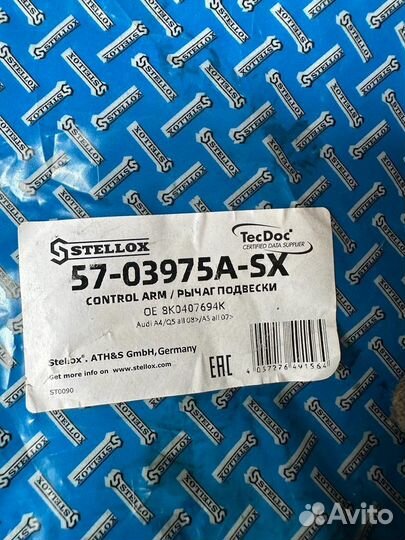 STELLOX
TecDoc
CERTIFIED DATA SUPPLIER
57-03975A-SX
CONTROL ARM / РЫЧАГ ПОДВЕСКИ
OE 8K0407694K
Audi A4/Q5 all 08>/A5 all 07>
Stellox®, ATH&S GmbH, Germany
Get more info on www.stellox.com
ST0090
EAC
4 057276 491564
Avito